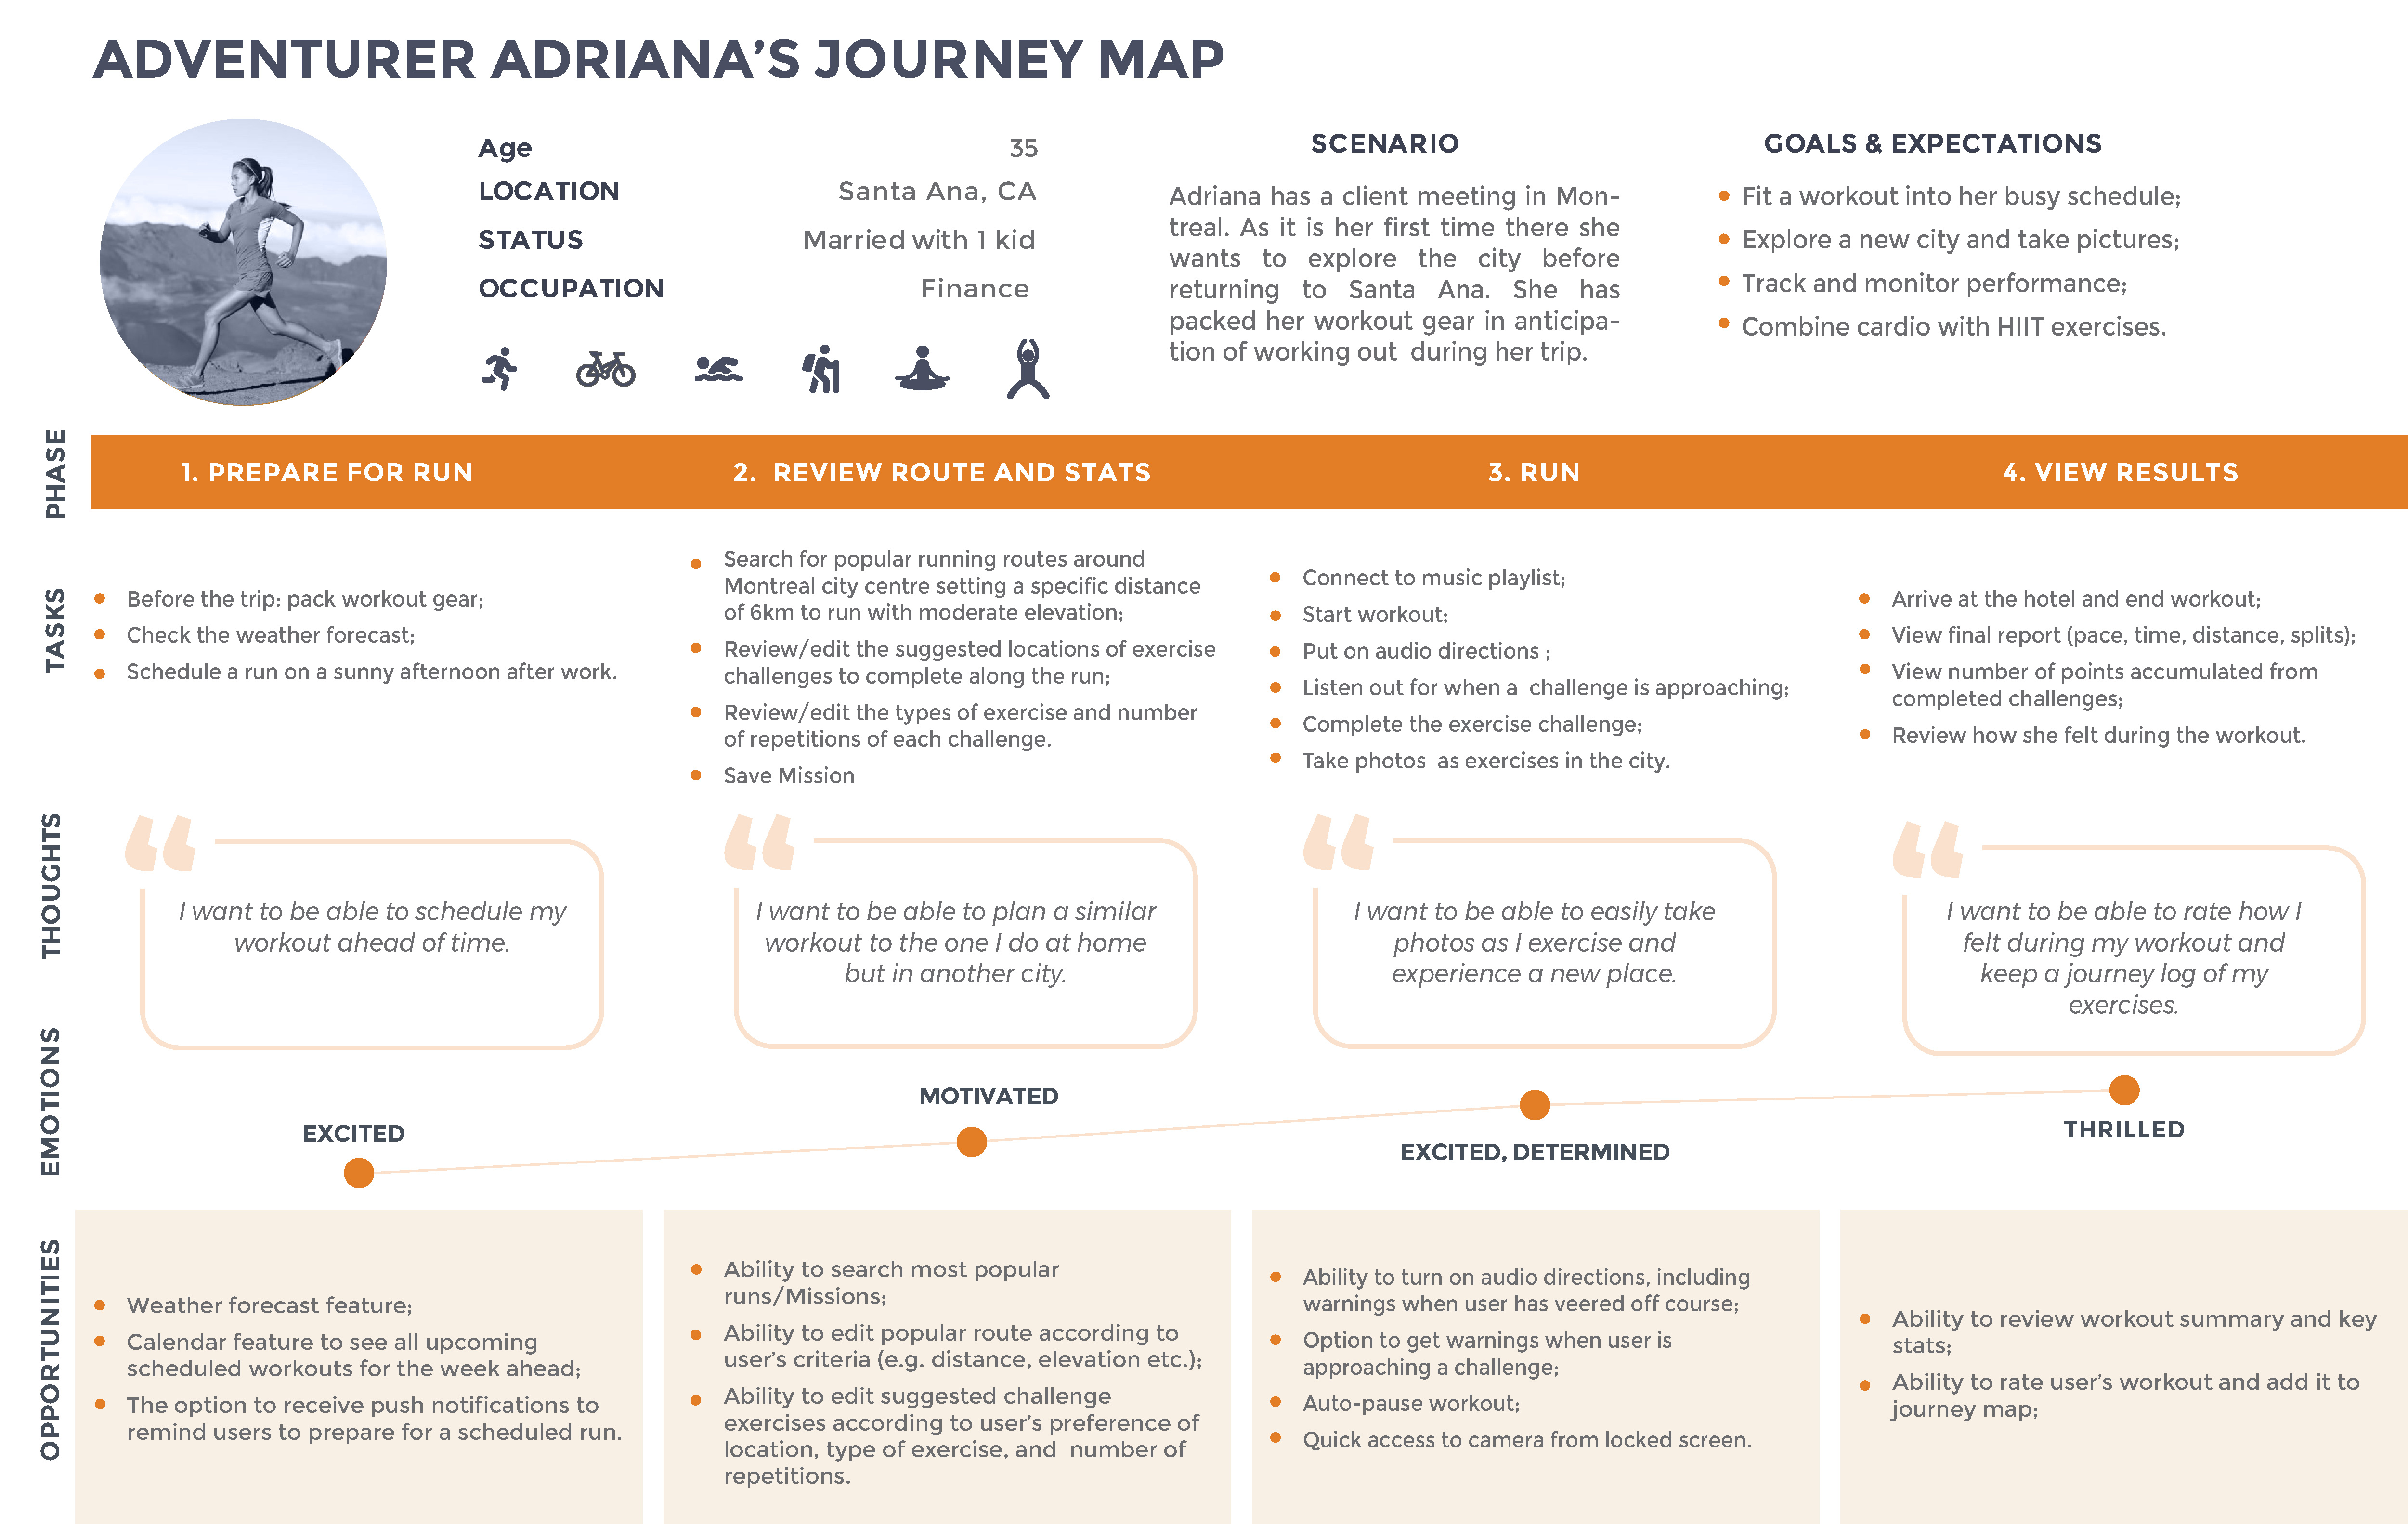 ADVENTURER ADRIANA’S JOURNEY MAP
Age 35
LOCATION Santa Ana, CA
STATUS Married with 1 kid
OCCUPATION Finance
SCENARIO
Adriana has a client meeting in Mon-
treal. As it is her first time there she
wants to explore the city before
returning to Santa Ana. She has
packed her workout gear in anticipa-
tion of working out during her trip.
GOALS & EXPECTATIONS
Fit a workout into her busy schedule;
Explore a new city and take pictures;
Track and monitor performance;
Combine cardio with HIIT exercises.
PHASE
1. PREPARE FOR RUN
2. REVIEW ROUTE AND STATS
3. RUN
4. VIEW RESULTS
TASKS
Before the trip: pack workout gear;
Check the weather forecast;
Schedule a run on a sunny afternoon after work.
Search for popular running routes around
Montreal city centre setting a specific distance
of 6km to run with moderate elevation;
Review/edit the suggested locations of exercise
challenges to complete along the run;
Review/edit the types of exercise and number
of repetitions of each challenge.
Save Mission
Connect to music playlist;
Start workout;
Put on audio directions ;
Listen out for when a challenge is approaching;
Complete the exercise challenge;
Take photos as exercises in the city.
Arrive at the hotel and end workout;
View final report (pace, time, distance, splits);
View number of points accumulated from
completed challenges;
Review how she felt during the workout.
THOUGHTS
“
I want to be able to schedule my
workout ahead of time.
“
I want to be able to plan a similar
workout to the one I do at home
but in another city.
“
I want to be able to easily take
photos as I exercise and
experience a new place.
“
I want to be able to rate how I
felt during my workout and
keep a journey log of my
exercises.
EMOTIONS
EXCITED
MOTIVATED
EXCITED, DETERMINED
THRILLED
OPPORTUNITIES
Weather forecast feature;
Calendar feature to see all upcoming
scheduled workouts for the week ahead;
The option to receive push notifications to
remind users to prepare for a scheduled run.
Ability to search most popular
runs/Missions;
Ability to edit popular route according to
user’s criteria (e.g. distance, elevation etc.);
Ability to edit suggested challenge
exercises according to user’s preference of
location, type of exercise, and number of
repetitions.
Ability to turn on audio directions, including
warnings when user has veered off course;
Option to get warnings when user is
approaching a challenge;
Auto-pause workout;
Quick access to camera from locked screen.
Ability to review workout summary and key
stats;
Ability to rate user’s workout and add it to
journey map;